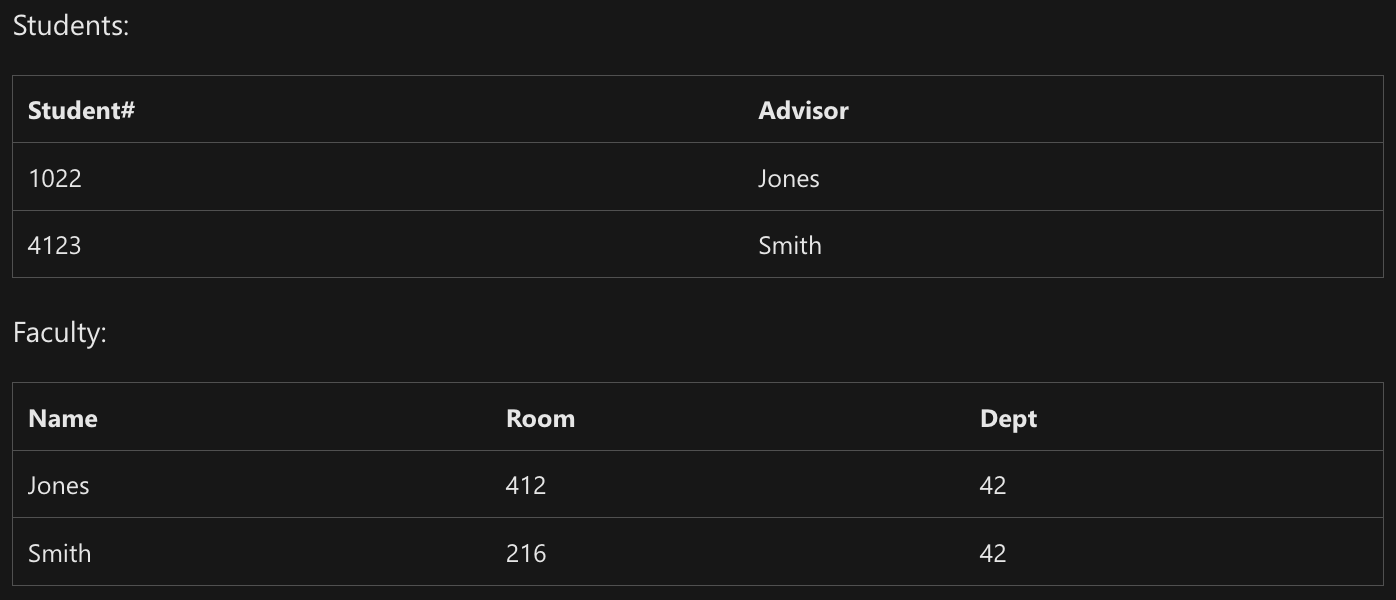 Students:
Student# Advisor
1022 Jones
4123 Smith
Faculty:
Name Room Dept
Jones 412 42
Smith 216 42